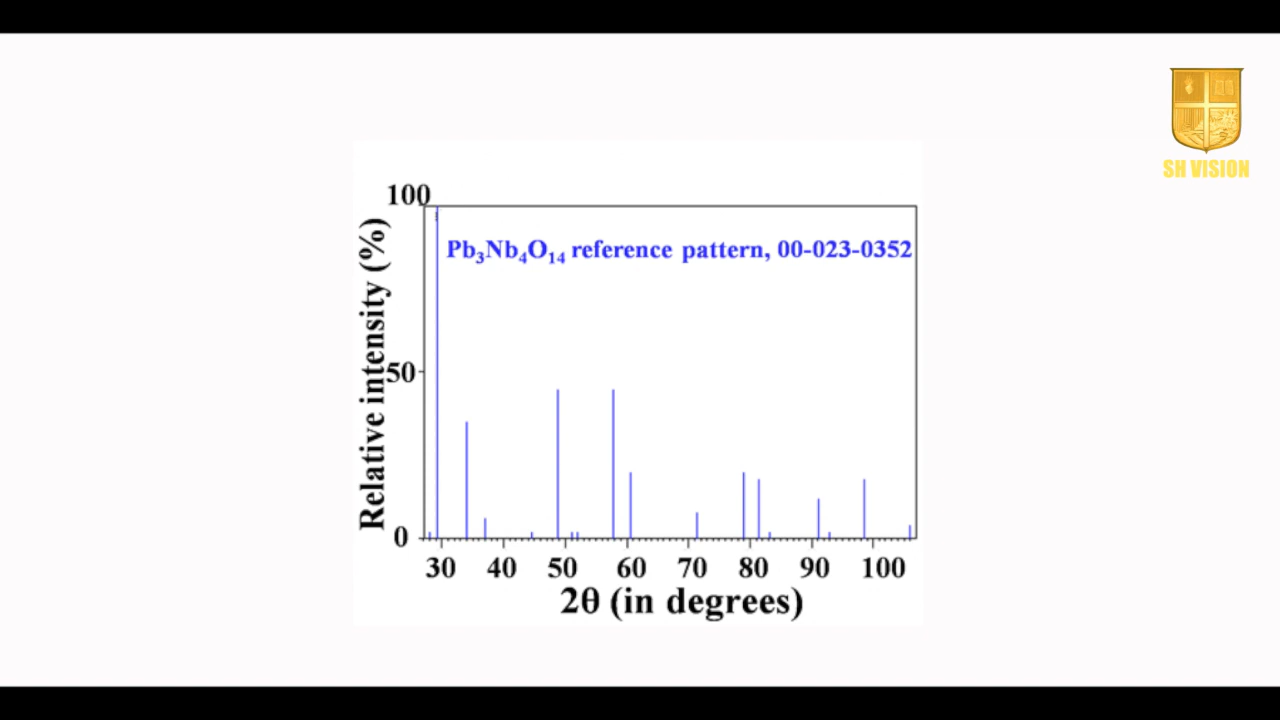 SH VISION
100
Pb₃Nb₄O₁₄ reference pattern, 00-023-0352
Relative intensity (%)
50
0
30 40 50 60 70 80 90 100
2θ (in degrees)